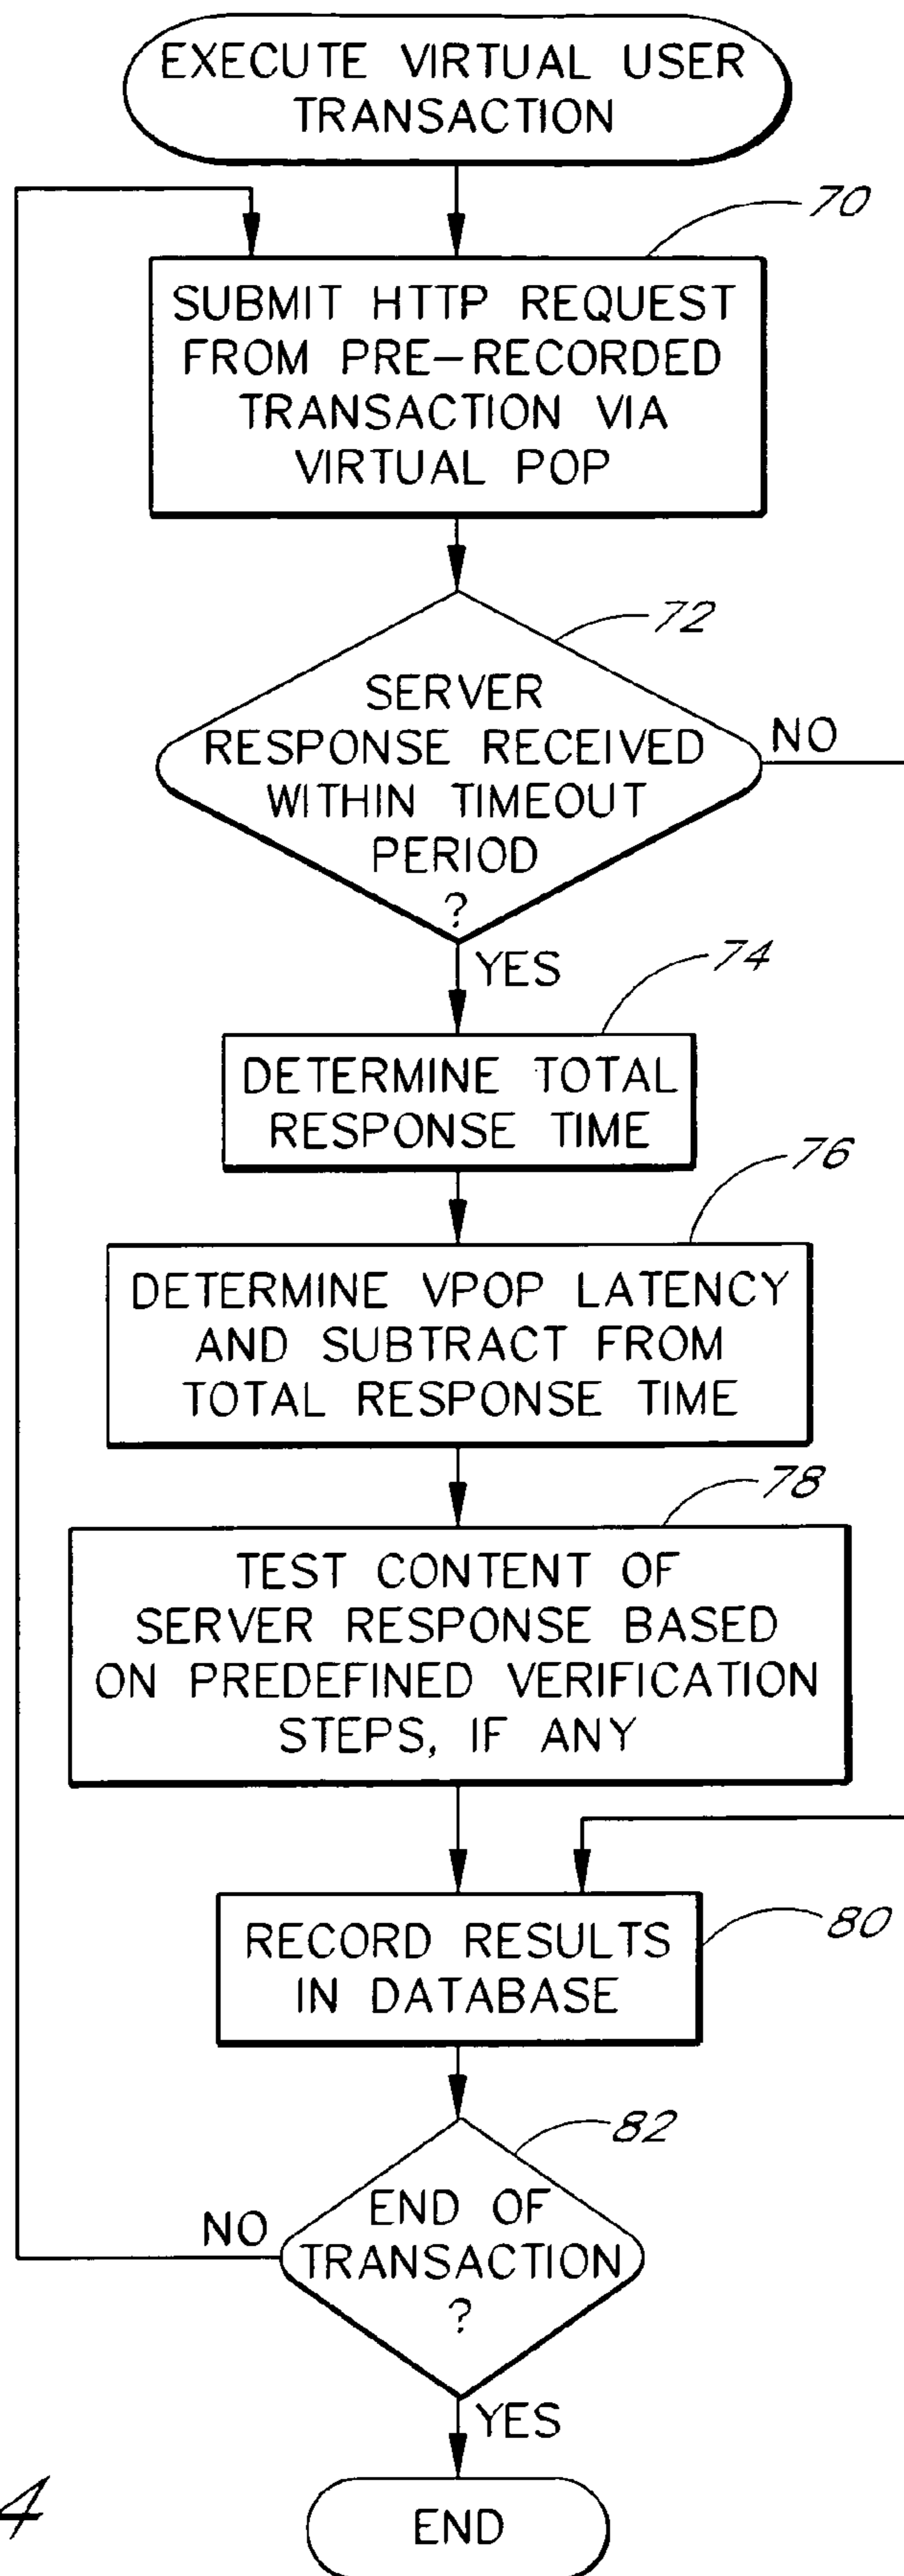 EXECUTE VIRTUAL USER
TRANSACTION
70
SUBMIT HTTP REQUEST
FROM PRE-RECORDED
TRANSACTION VIA
VIRTUAL POP
72
SERVER
RESPONSE RECEIVED
WITHIN TIMEOUT
PERIOD
?
NO
YES
74
DETERMINE TOTAL
RESPONSE TIME
76
DETERMINE VPOP LATENCY
AND SUBTRACT FROM
TOTAL RESPONSE TIME
78
TEST CONTENT OF
SERVER RESPONSE BASED
ON PREDEFINED VERIFICATION
STEPS, IF ANY
80
RECORD RESULTS
IN DATABASE
82
END OF
TRANSACTION
?
NO
YES
4
END